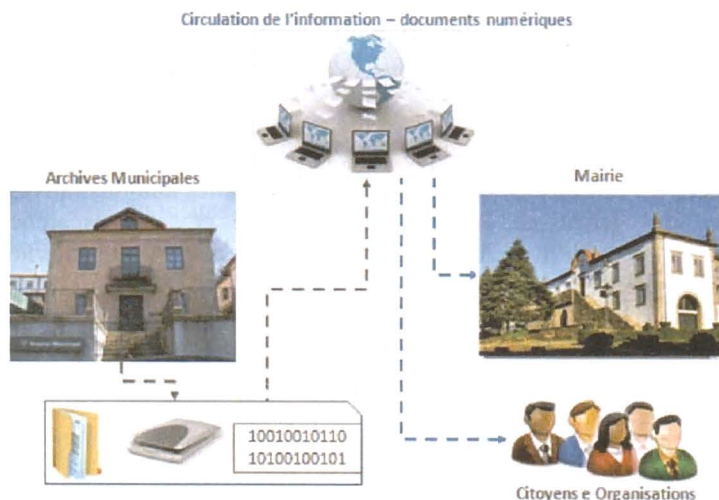 Circulation de l'information – documents numériques
Archives Municipales
Mairie
10010010110
10100100101
Citoyens e Organisations